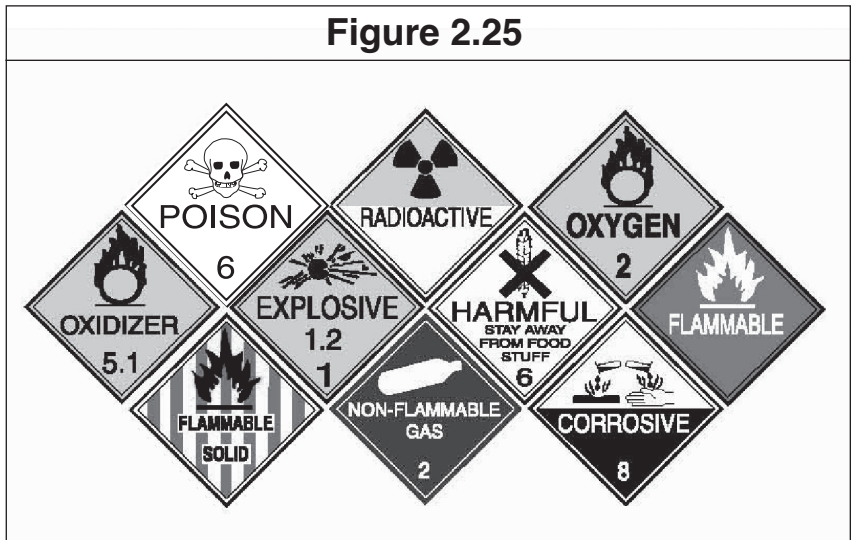 Figure 2.25
POISON
6
RADIOACTIVE
OXYGEN
2
OXIDIZER
5.1
EXPLOSIVE
1.2
1
HARMFUL
STAY AWAY
FROM FOOD
STUFF
6
FLAMMABLE
FLAMMABLE
SOLID
NON-FLAMMABLE
GAS
2
CORROSIVE
8